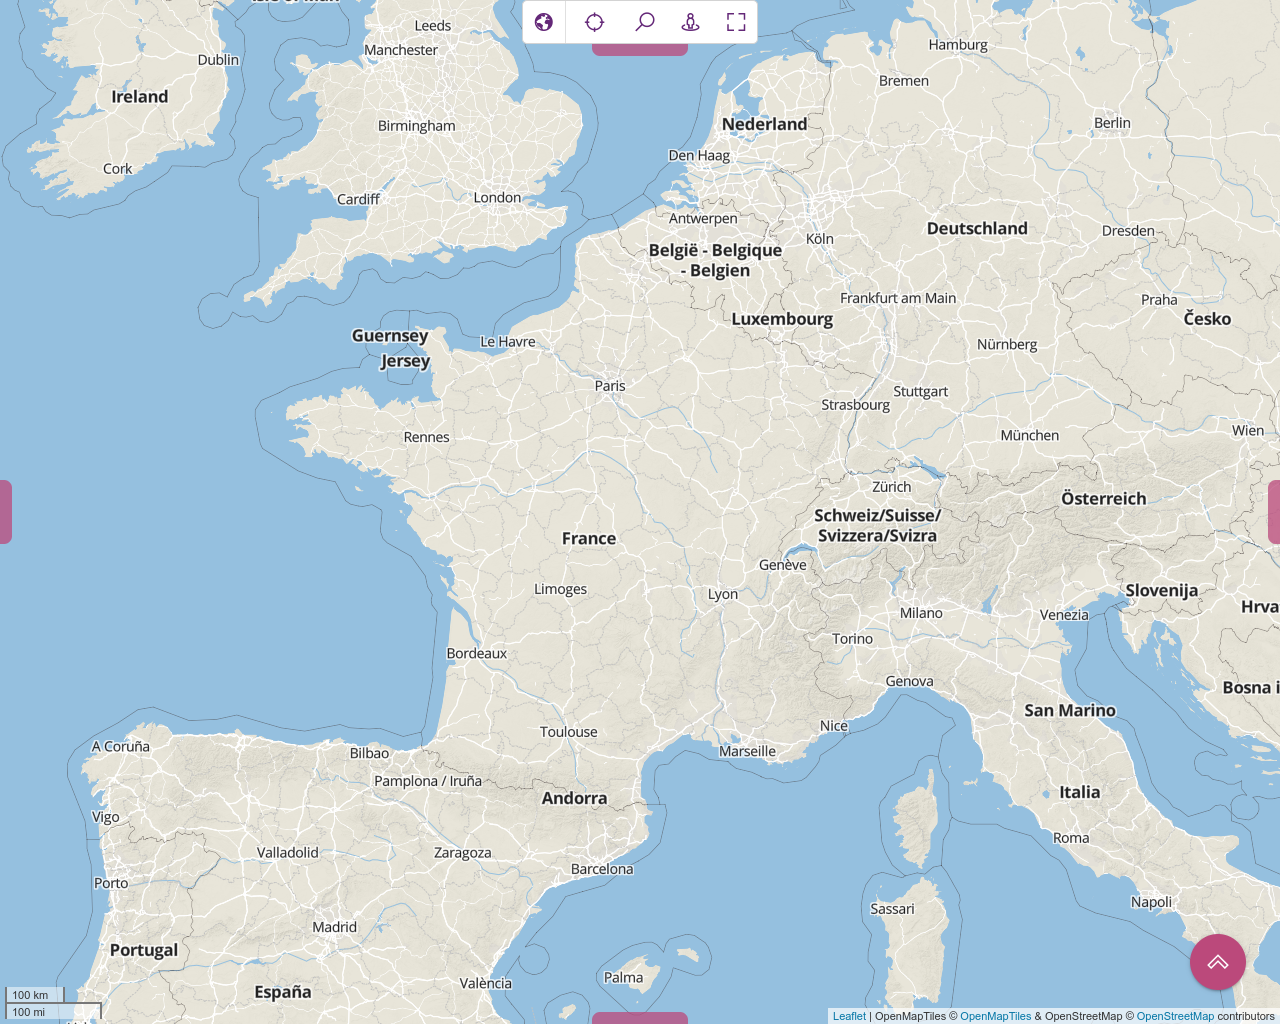 Leeds
Manchester
Dublin
Ireland
Birmingham
Cork
Cardiff
London
Hamburg
Bremen
Nederland
Berlin
Den Haag
Antwerpen
Köln
Deutschland
Dresden
België - Belgique
- Belgien
Frankfurt am Main
Praha
Luxembourg
Česko
Guernsey
Jersey
Le Havre
Nürnberg
Paris
Stuttgart
Strasbourg
Rennes
München
Wien
Zürich
Österreich
Schweiz/Suisse/
Svizzera/Svizra
France
Genève
Limoges
Lyon
Slovenija
Hrva
Milano
Venezia
Torino
Bordeaux
Genova
Bosna i
San Marino
Nice
Toulouse
A Coruña
Bilbao
Marseille
Pamplona / Iruña
Andorra
Italia
Vigo
Roma
Valladolid
Zaragoza
Barcelona
Porto
Napoli
Sassari
Madrid
Portugal
Palma
València
España
100 km
100 mi
Leaflet | OpenMapTiles © OpenMapTiles & OpenStreetMap © OpenStreetMap contributors